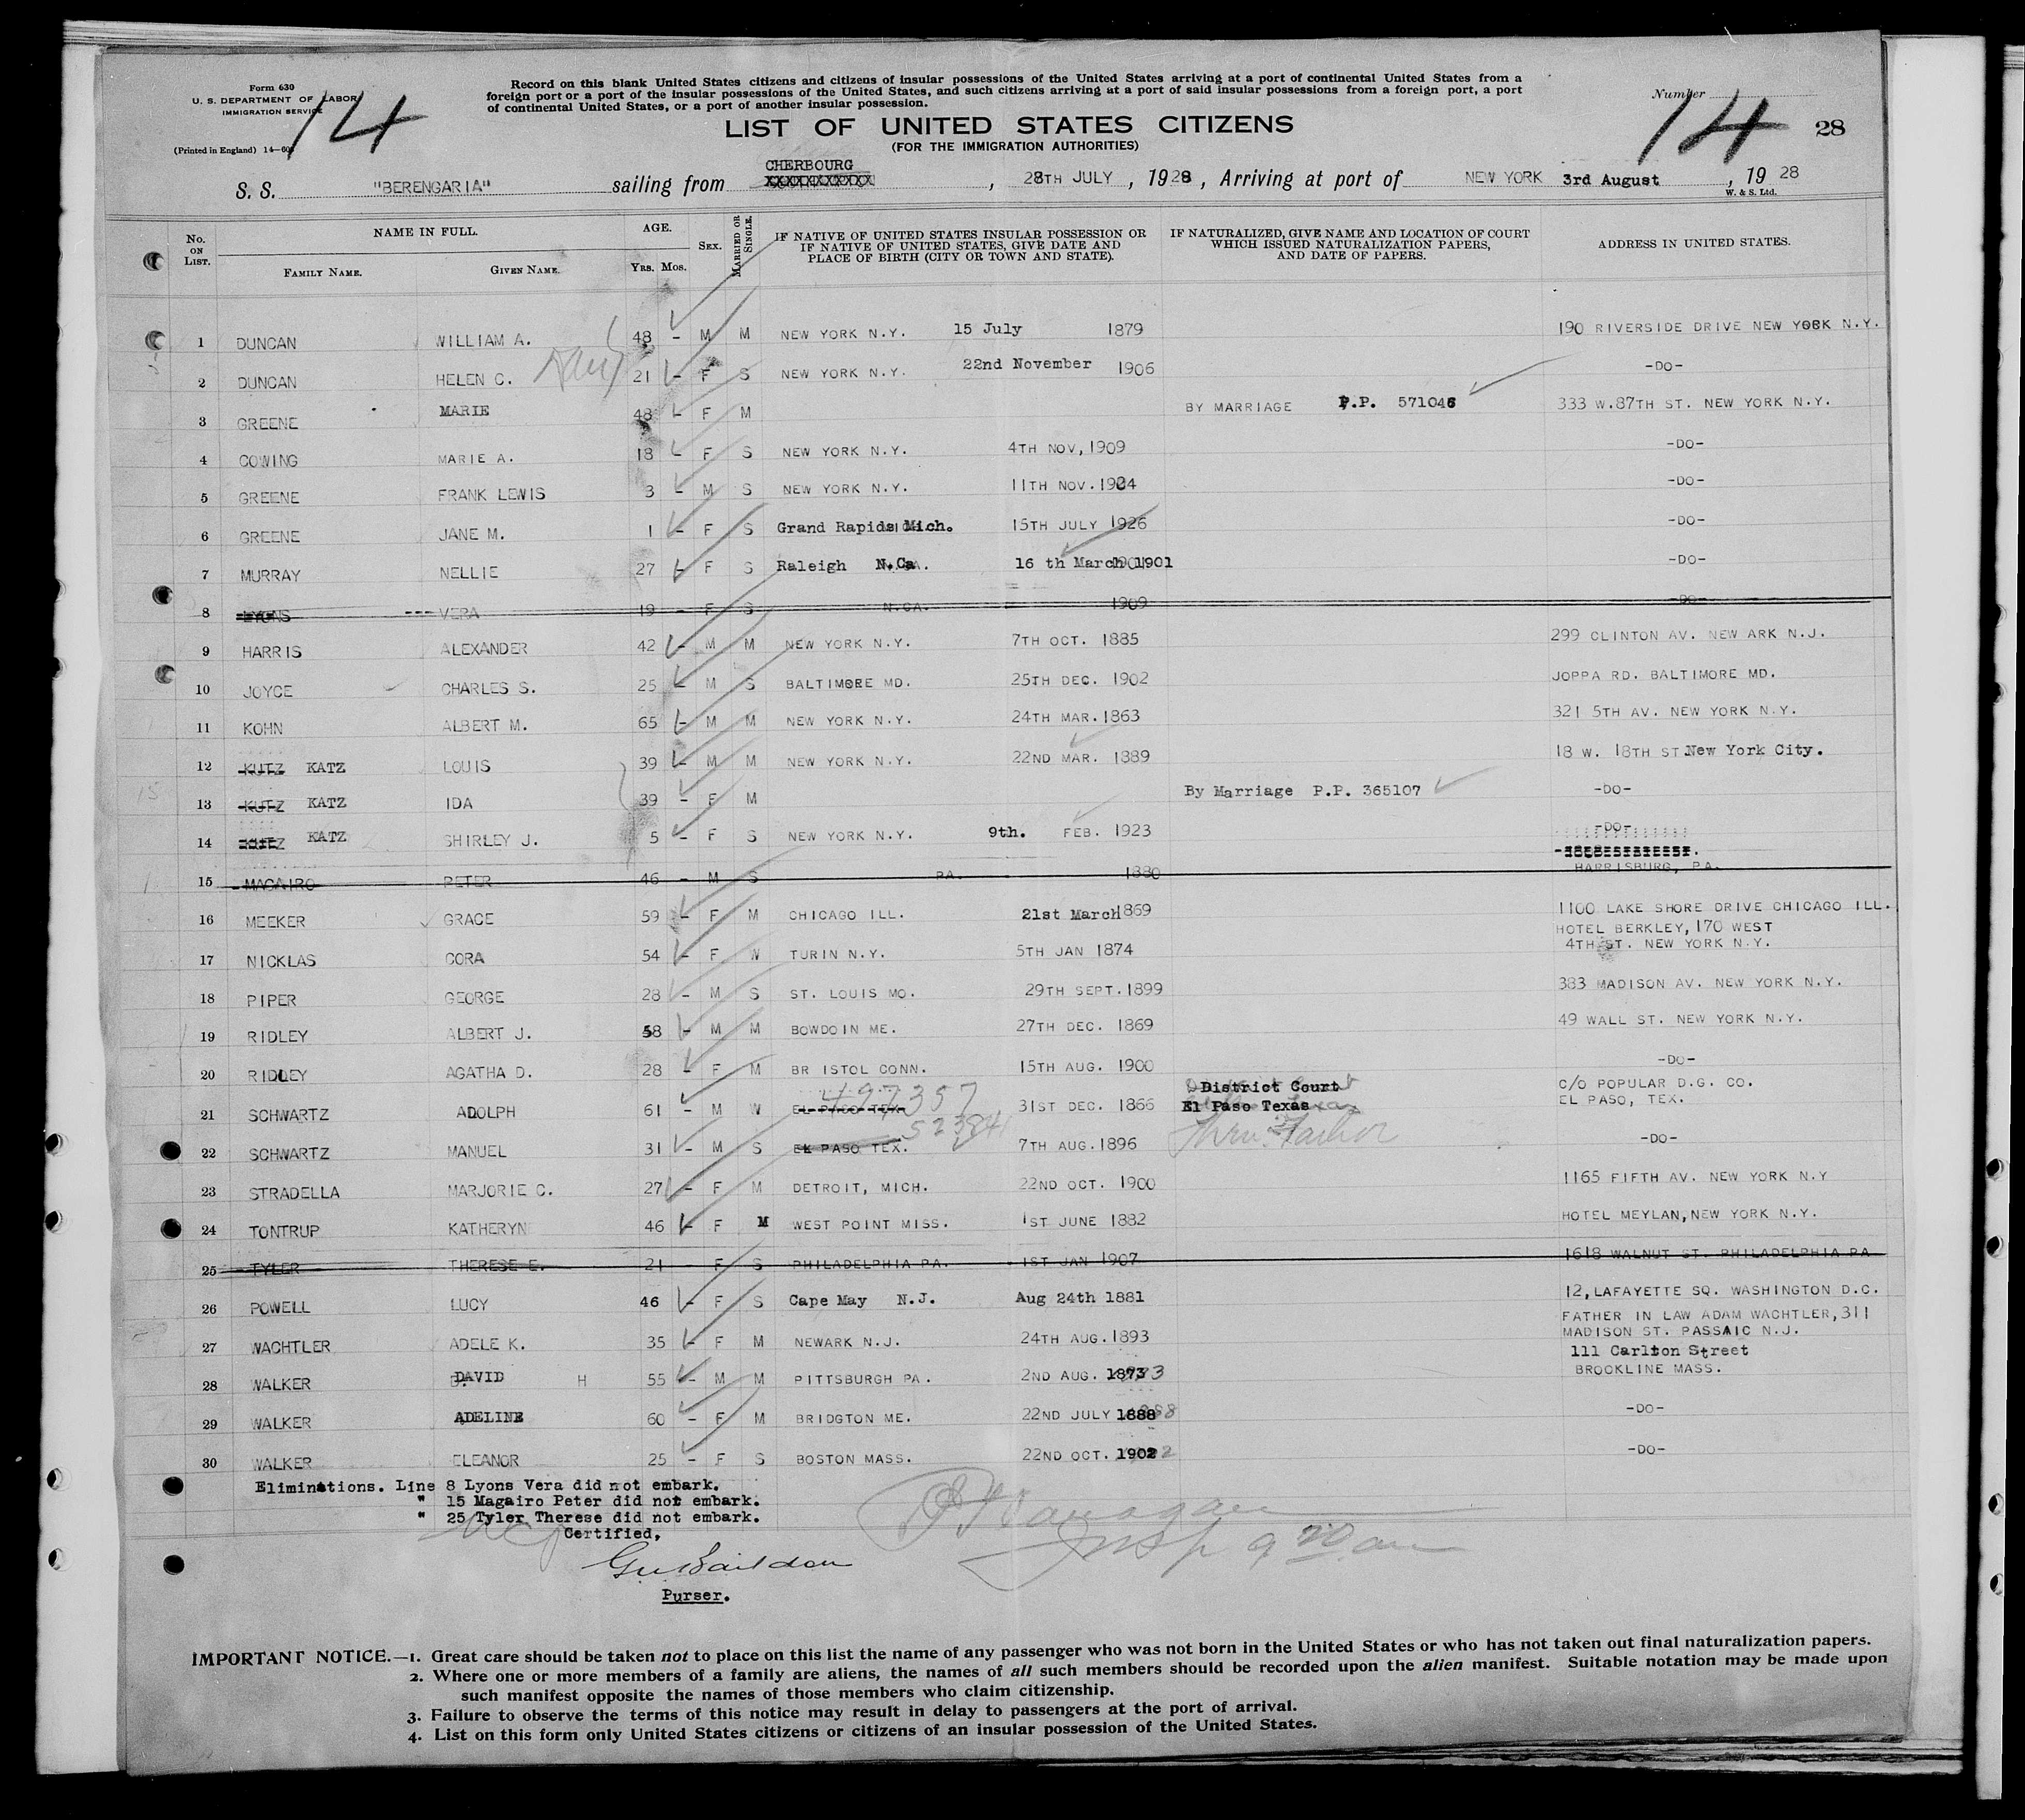 Form 630
U. S. DEPARTMENT OF LABOR
IMMIGRATION SERVICE
(Printed in England) 14—60
14
Record on this blank United States citizens and citizens of insular possessions of the United States arriving at a port of continental United States from a
foreign port or a port of the insular possessions of the United States, and such citizens arriving at a port of said insular possessions from a foreign port, a port
of continental United States, or a port of another insular possession.
Number
14
28
LIST OF UNITED STATES CITIZENS
(FOR THE IMMIGRATION AUTHORITIES)
S. S. "BERENGARIA" sailing from CHERBOURG XXXXXXXXXXXX, 28TH JULY, 1928, Arriving at port of NEW YORK 3rd August, 1928
W. & S. Ltd.
No. ON LIST. NAME IN FULL. FAMILY NAME. GIVEN NAME. AGE. YRS. MOS. SEX. MARRIED OR SINGLE. IF NATIVE OF UNITED STATES INSULAR POSSESSION OR IF NATIVE OF UNITED STATES, GIVE DATE AND PLACE OF BIRTH (CITY OR TOWN AND STATE). IF NATURALIZED, GIVE NAME AND LOCATION OF COURT WHICH ISSUED NATURALIZATION PAPERS, AND DATE OF PAPERS. ADDRESS IN UNITED STATES.
1 DUNCAN WILLIAM A. 48 - M M NEW YORK N.Y. 15 July 1879 190 RIVERSIDE DRIVE NEW YORK N.Y.
2 DUNCAN HELEN C. 21 - F S NEW YORK N.Y. 22nd November 1906 -DO-
3 GREENE MARIE 48 - F M BY MARRIAGE P.P. 571046 333 W.87TH ST. NEW YORK N.Y.
4 COWING MARIE A. 18 - F S NEW YORK N.Y. 4TH NOV, 1909 -DO-
5 GREENE FRANK LEWIS 3 - M S NEW YORK N.Y. 11TH NOV. 1924 -DO-
6 GREENE JANE M. 1 - F S Grand Rapids Mich. 15TH JULY 1926 -DO-
7 MURRAY NELLIE 27 - F S Raleigh N.Ca. 16 th March 1901 -DO-
8 LYONS --- VERA 19 - F S N.CA. 1909 -DO-
9 HARRIS ALEXANDER 42 - M M NEW YORK N.Y. 7TH OCT. 1885 299 CLINTON AV. NEW ARK N.J.
10 JOYCE CHARLES S. 25 - M S BALTIMORE MD. 25TH DEC. 1902 JOPPA RD. BALTIMORE MD.
11 KOHN ALBERT M. 65 - M M NEW YORK N.Y. 24TH MAR. 1863 321 5TH AV. NEW YORK N.Y.
12 KUTZ KATZ LOUIS 39 - M M NEW YORK N.Y. 22ND MAR. 1889 18 W. 18TH ST. New York City.
13 KUTZ KATZ IDA 39 - F M By Marriage P.P. 365107 -DO-
14 KUTZ KATZ SHIRLEY J. 5 - F S NEW YORK N.Y. 9th. FEB. 1923 -DO-
15 MAGAIRO PETER 46 - M S PA. 1880 HARRISBURG, PA.
16 MEEKER GRACE 59 - F M CHICAGO ILL. 21st March 1869 1100 LAKE SHORE DRIVE CHICAGO ILL.
17 NICKLAS CORA 54 - F W TURIN N.Y. 5TH JAN 1874 HOTEL BERKLEY, 170 WEST
4TH ST. NEW YORK N.Y.
18 PIPER GEORGE 28 - M S ST. LOUIS MO. 29TH SEPT. 1899 383 MADISON AV. NEW YORK N.Y.
19 RIDLEY ALBERT J. 58 - M M BOWDOIN ME. 27TH DEC. 1869 49 WALL ST. NEW YORK N.Y.
20 RIDLEY AGATHA D. 28 - F M BR ISTOL CONN. 15TH AUG. 1900 -DO-
497357
21 SCHWARTZ ADOLPH 61 - M W EL PASO TEX. 31ST DEC. 1866 District Court El Paso Texas C/O POPULAR D.G. CO.
EL PASO, TEX.
22 SCHWARTZ MANUEL 31 - M S EL PASO TEX. 7TH AUG. 1896 thru Father -DO-
23 STRADELLA MARJORIE C. 27 - F M DETROIT, MICH. 22ND OCT. 1900 1165 FIFTH AV. NEW YORK N.Y
24 TONTRUP KATHERYN 46 - F M WEST POINT MISS. 1ST JUNE 1882 HOTEL MEYLAN, NEW YORK N.Y.
25 TYLER THERESE E. 21 - F S PHILADELPHIA PA. 1ST JAN 1907 1618 WALNUT ST. PHILADELPHIA PA
26 POWELL LUCY 46 - F S Cape May N.J. Aug 24th 1881 12, LAFAYETTE SQ. WASHINGTON D.C.
27 WACHTLER ADELE K. 35 - F M NEWARK N.J. 24TH AUG. 1893 FATHER IN LAW ADAM WACHTLER, 311
MADISON ST. PASSAIC N.J.
28 WALKER DAVID H 55 - M M PITTSBURGH PA. 2ND AUG. 1873 111 Carlton Street
BROOKLINE MASS.
29 WALKER ADELINE 60 - F M BRIDGTON ME. 22ND JULY 1888 -DO-
30 WALKER ELEANOR 25 - F S BOSTON MASS. 22ND OCT. 1902 -DO-
Eliminations. Line 8 Lyons Vera did not embark.
" 15 Magairo Peter did not embark.
" 25 Tyler Therese did not embark.
Certified,
Purser.
Insp 9 20 am
IMPORTANT NOTICE.—1. Great care should be taken not to place on this list the name of any passenger who was not born in the United States or who has not taken out final naturalization papers.
2. Where one or more members of a family are aliens, the names of all such members should be recorded upon the alien manifest. Suitable notation may be made upon
such manifest opposite the names of those members who claim citizenship.
3. Failure to observe the terms of this notice may result in delay to passengers at the port of arrival.
4. List on this form only United States citizens or citizens of an insular possession of the United States.